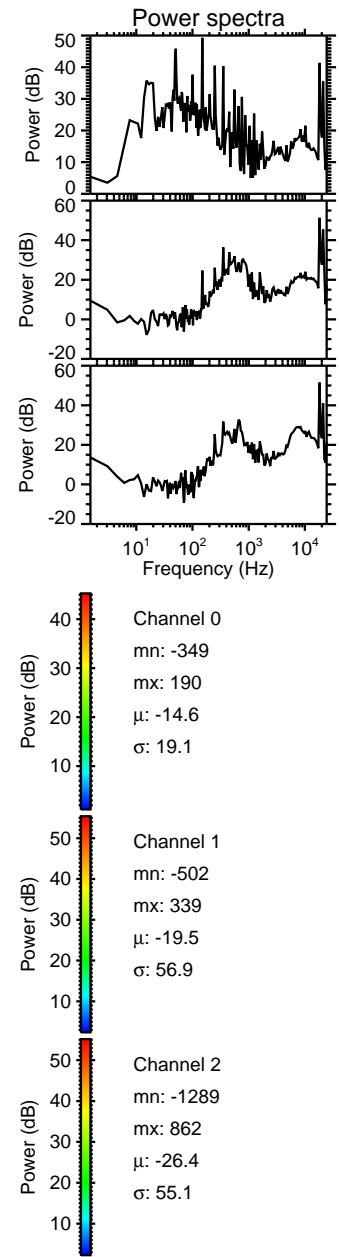 Power spectra
Power (dB)
50
40
30
20
10
0
Power (dB)
60
40
20
0
-20
Power (dB)
60
40
20
0
-20
10¹ 10² 10³ 10⁴
Frequency (Hz)
Power (dB)
40
30
20
10
Channel 0
mn: -349
mx: 190
μ: -14.6
σ: 19.1
Power (dB)
50
40
30
20
10
Channel 1
mn: -502
mx: 339
μ: -19.5
σ: 56.9
Power (dB)
50
40
30
20
10
Channel 2
mn: -1289
mx: 862
μ: -26.4
σ: 55.1